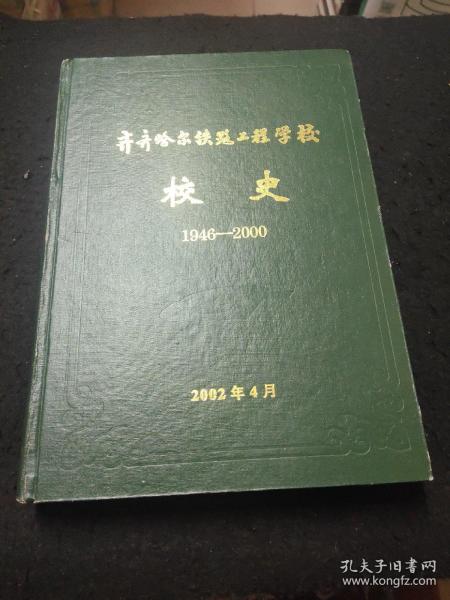 齐齐哈尔铁路工程学校
校史
1946—2000
2002年4月
孔夫子旧书网
www.kongfz.com